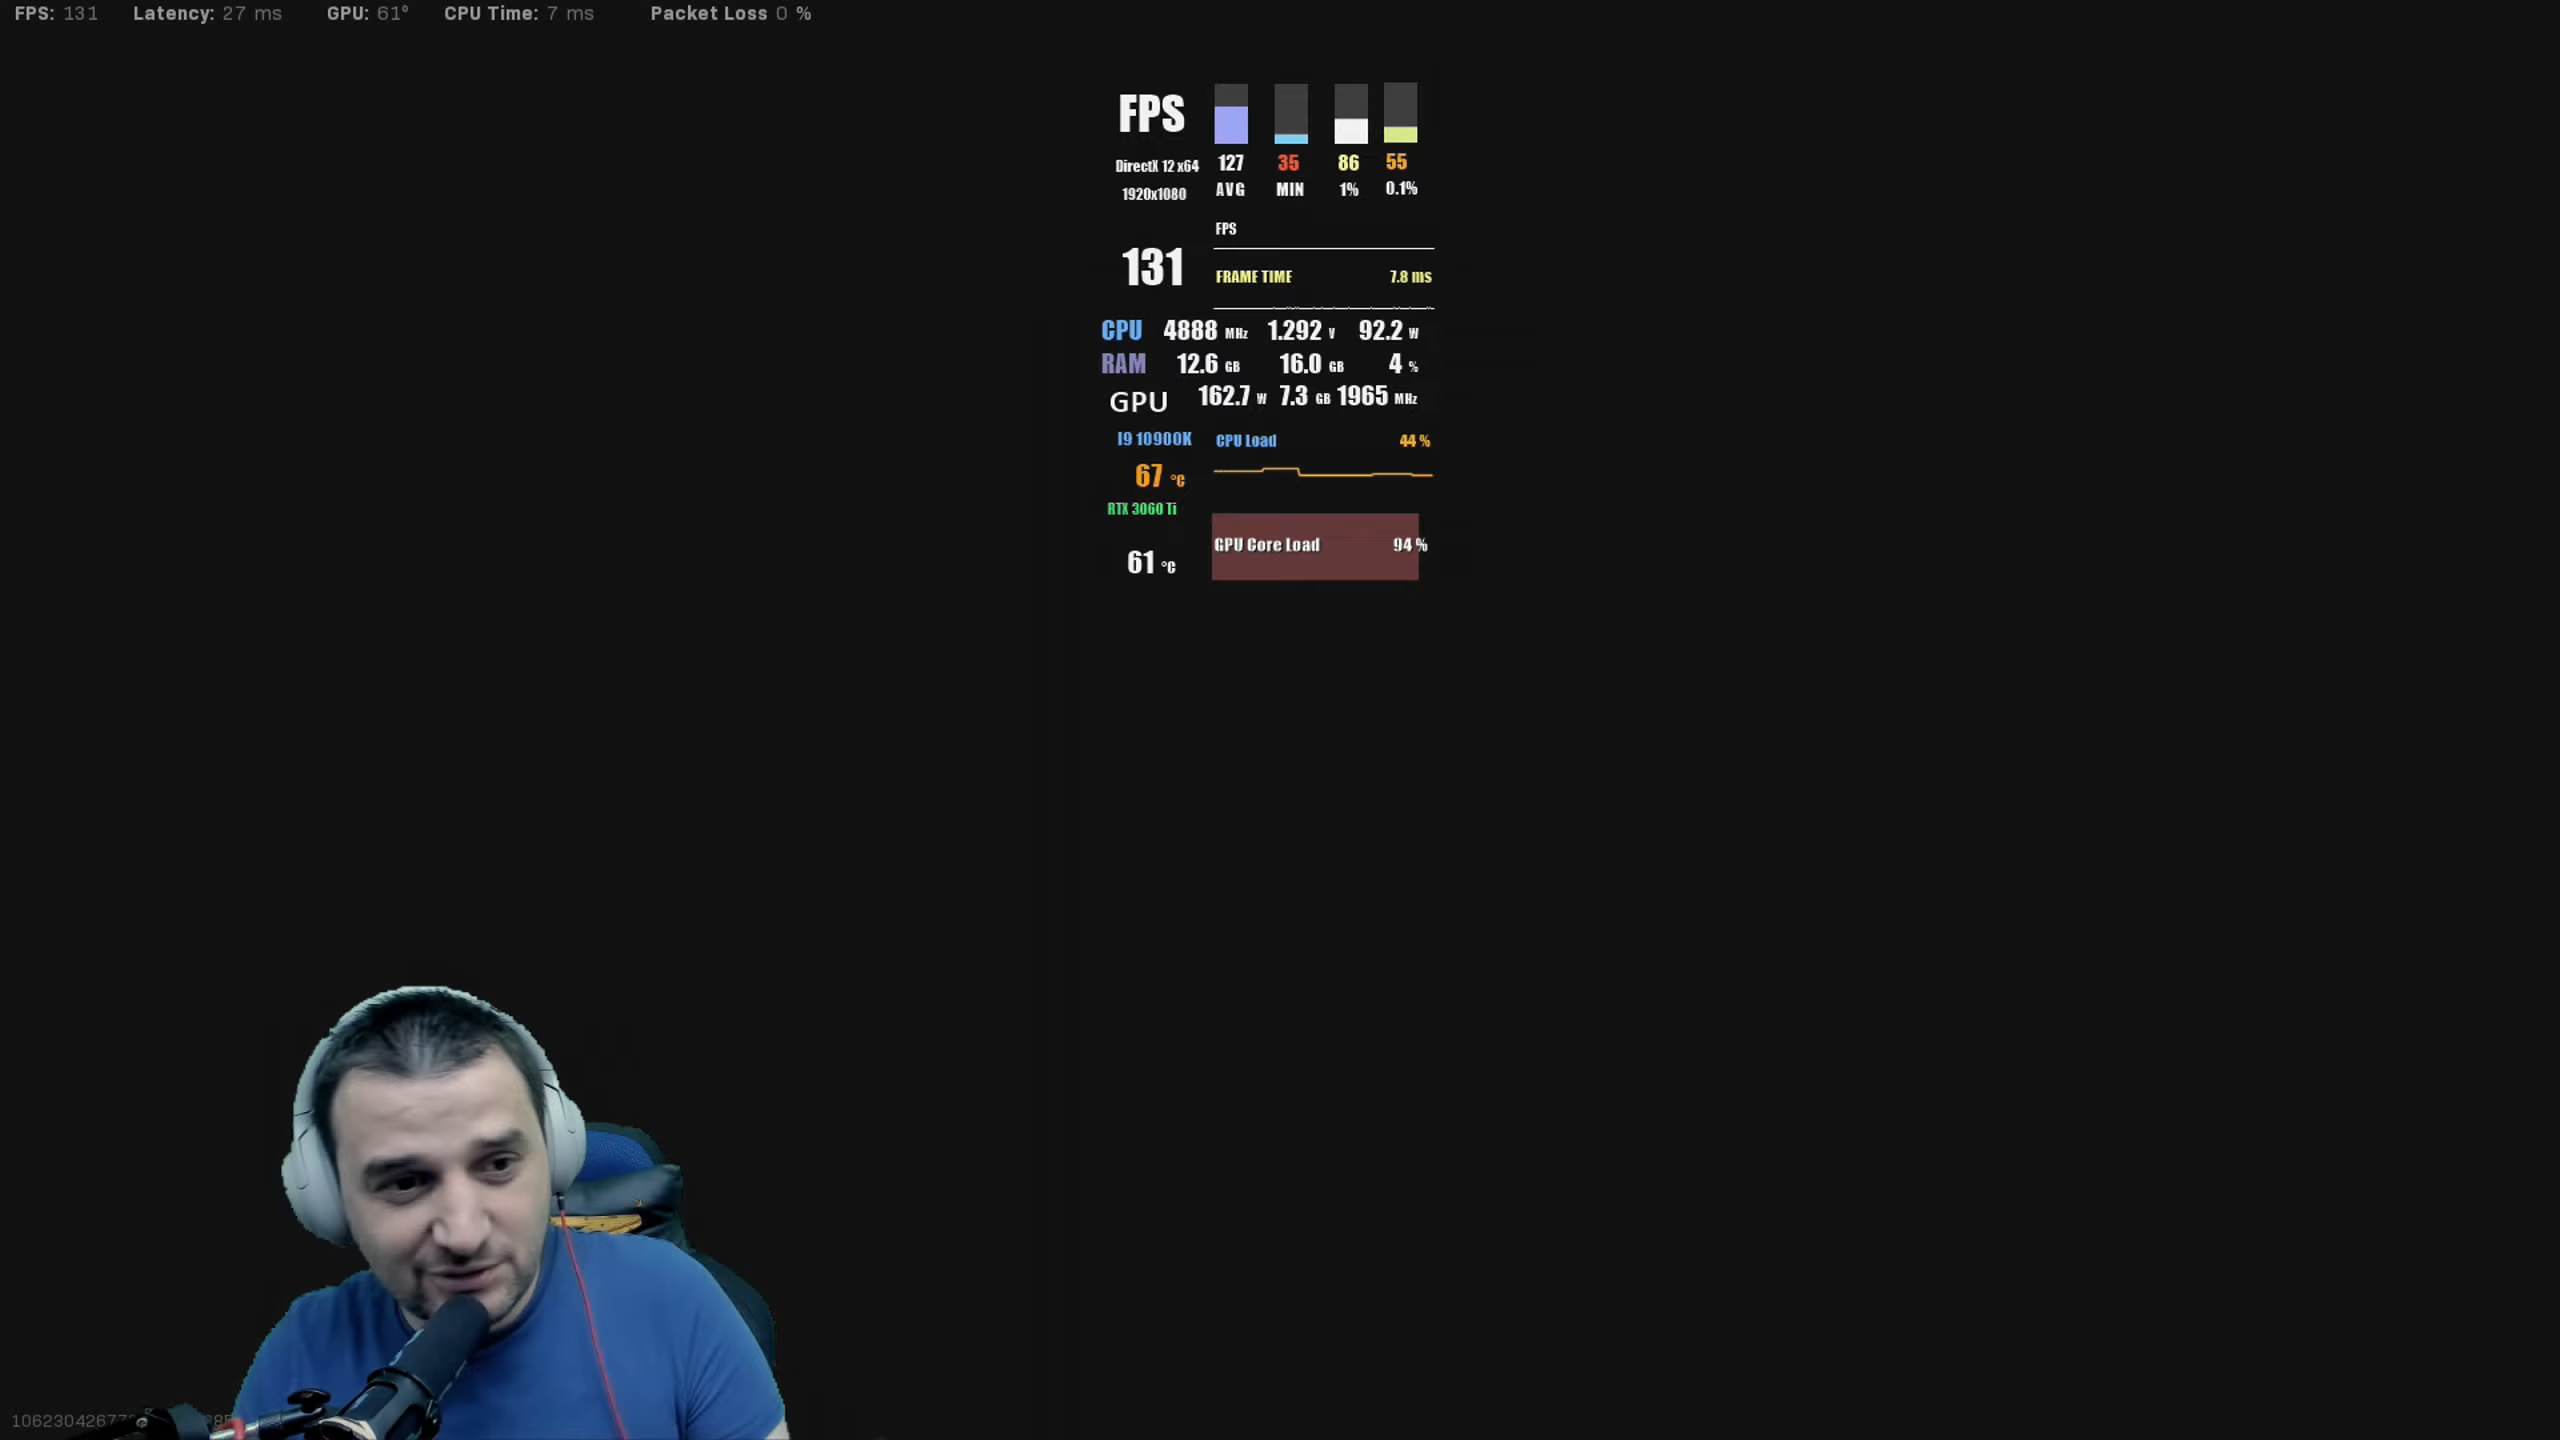 FPS: 131 Latency: 27 ms GPU: 61° CPU Time: 7 ms Packet Loss 0 %
FPS
DirectX 12 x64 127 35 86 55
1920x1080 AVG MIN 1% 0.1%
FPS
131
FRAME TIME 7.8 ms
CPU 4888 MHz 1.292 V 92.2 W
RAM 12.6 GB 16.0 GB 4 %
GPU 162.7 W 7.3 GB 1965 MHz
I9 10900K CPU Load 44 %
67 °C
RTX 3060 Ti
GPU Core Load 94 %
61 °C